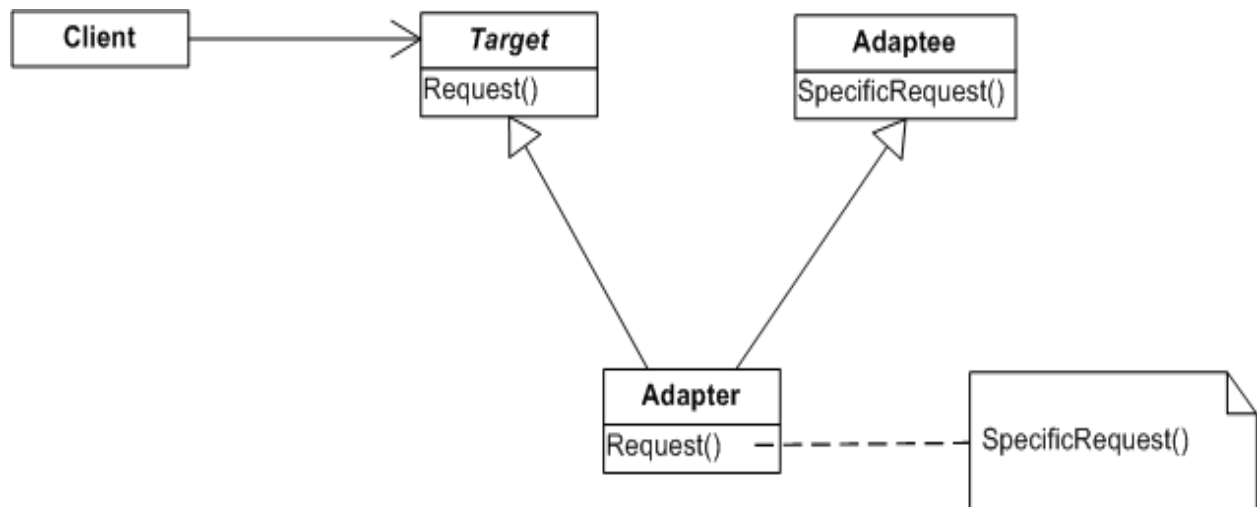 Client
Target
Request()
Adaptee
SpecificRequest()
Adapter
Request()
SpecificRequest()